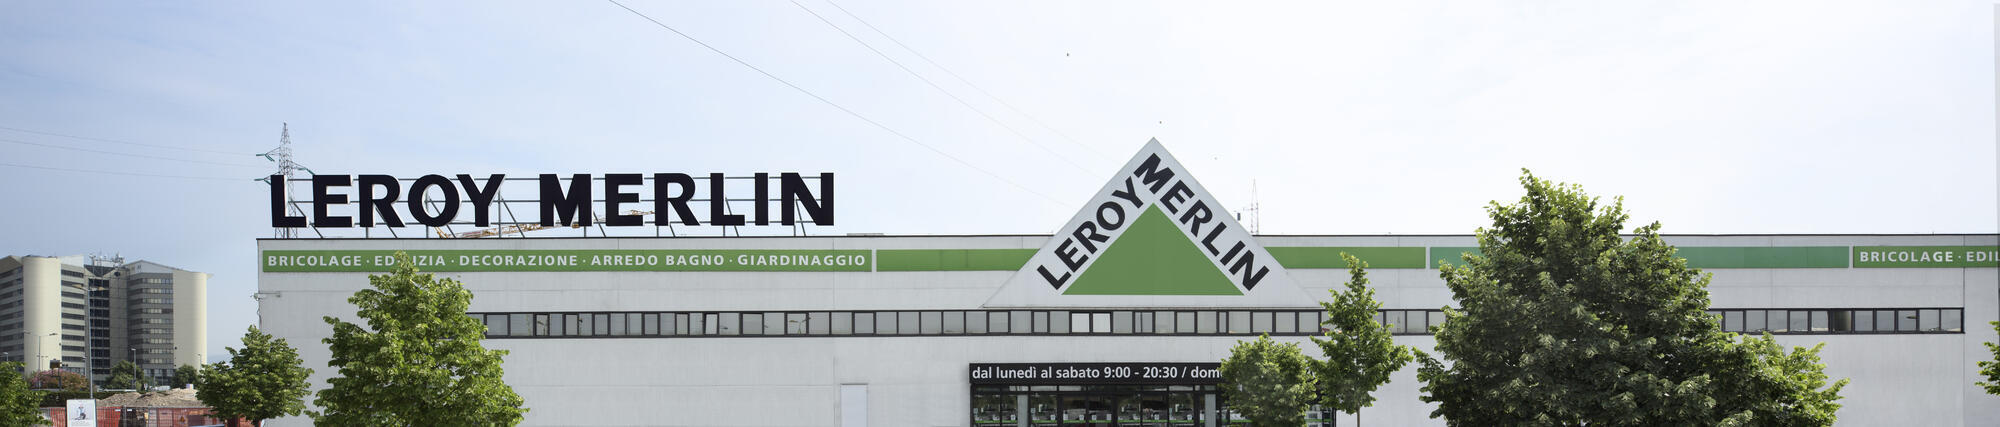 LEROY MERLIN
LEROY MERLIN
BRICOLAGE · EDILIZIA · DECORAZIONE · ARREDO BAGNO · GIARDINAGGIO
BRICOLAGE · EDIL
dal lunedì al sabato 9:00 - 20:30 / dom